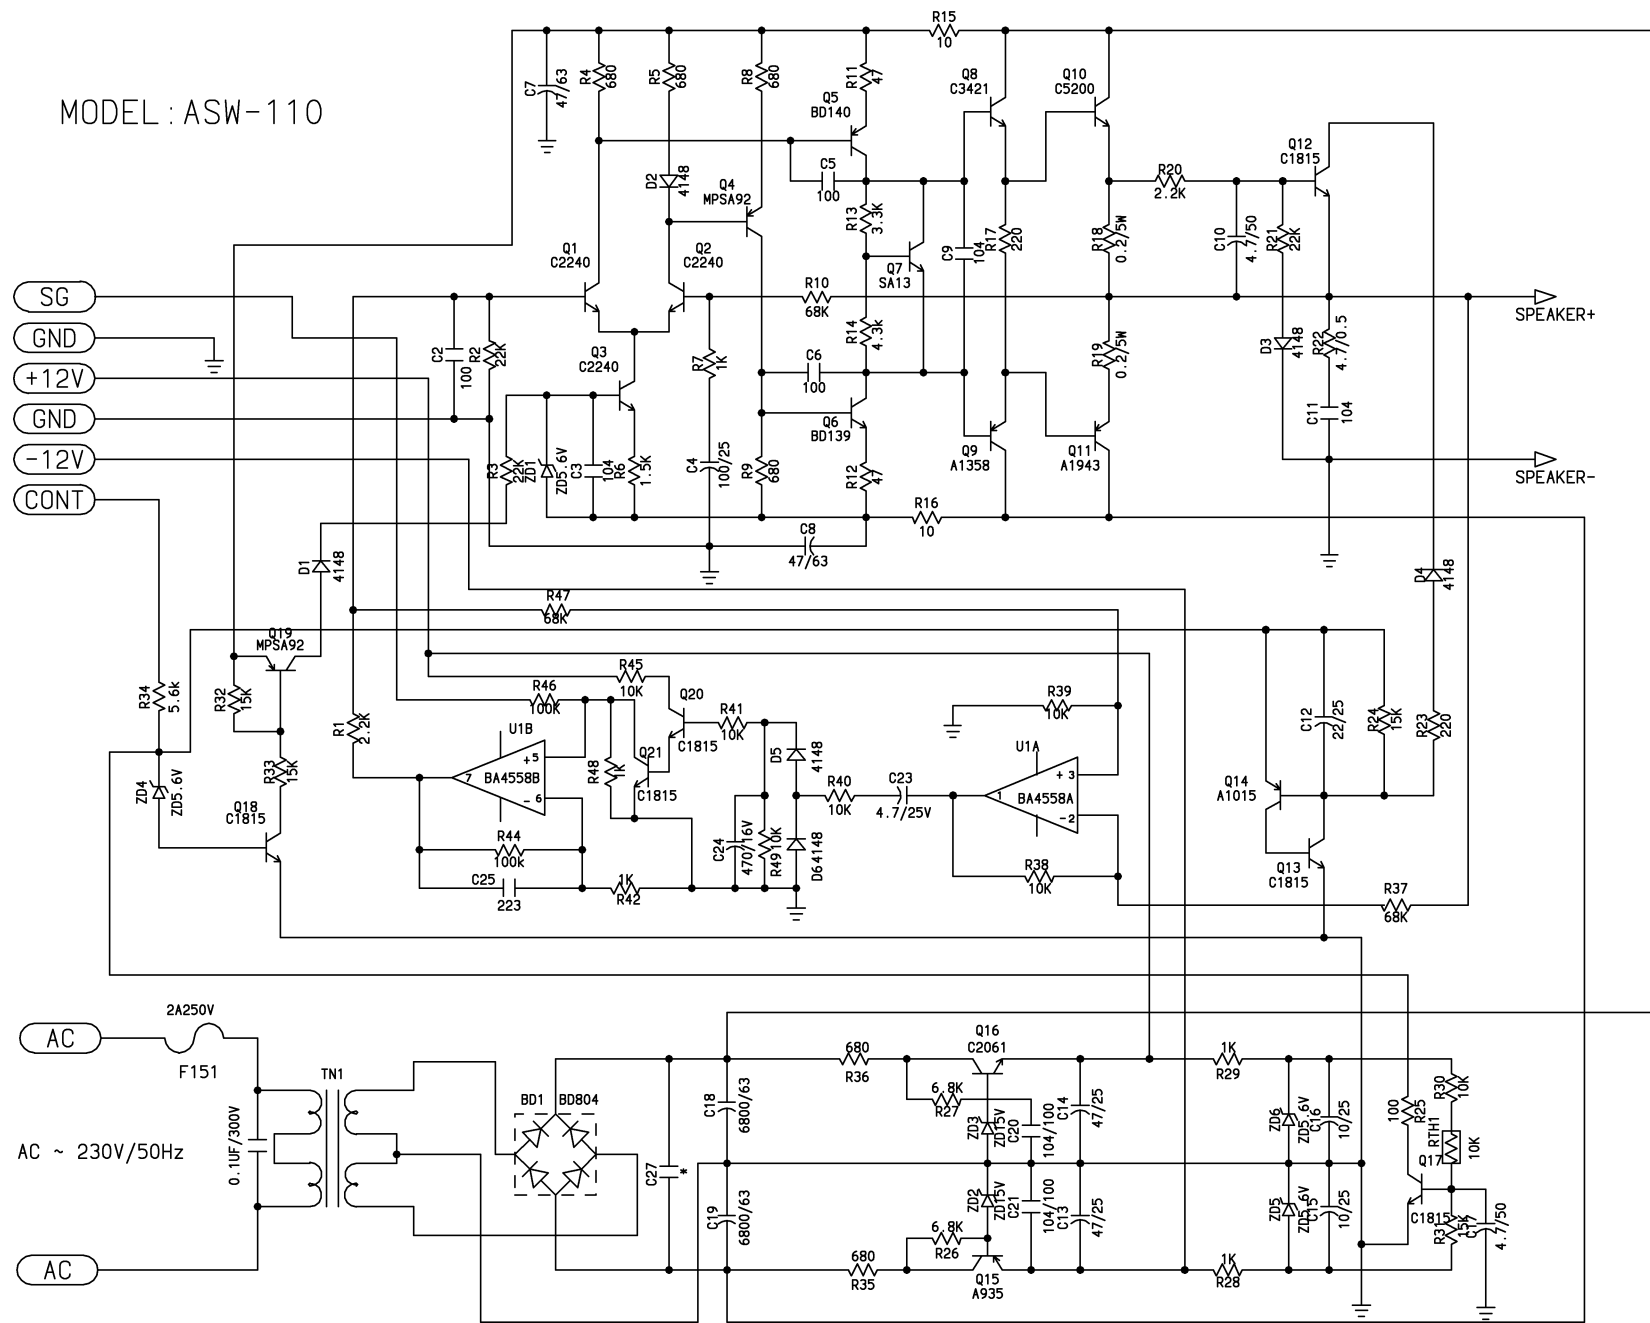 MODEL:ASW-110
R15
10
C7
47/63
R4
680
R5
680
R8
680
R11
47
Q5
BD140
Q8
C3421
Q10
C5200
Q12
C1815
D2
4148
Q4
MPSA92
C5
100
R13
3.3K
R20
2.2K
Q1
C2240
Q2
C2240
Q7
SA13
C9
104
R17
220
R18
0.2/5W
C10
4.7/50
R21
22K
SG
GND
+12V
GND
-12V
CONT
R10
68K
SPEAKER+
C2
100
R2
22K
Q3
C2240
R7
1K
R14
4.3k
C6
100
R19
0.2/5W
D3
4148
R22
4.7/0.5
C11
104
Q6
BD139
Q9
A1358
Q11
A1943
R3
22K
ZD1
ZD5.6V
C3
104
R6
1.5K
C4
100/25
R9
680
R12
47
SPEAKER-
R16
10
C8
47/63
D1
4148
D4
4148
R47
68K
Q19
MPSA92
R34
5.6k
R32
15K
R1
2.2K
R45
10K
R46
100K
Q20
C1815
R41
10K
R39
10K
C12
22/25
R24
15K
R23
220
U1B
BA4558B
+ 5
- 6
7
R48
1K
Q21
C1815
D5
4148
R40
10K
C23
4.7/25V
U1A
BA4558A
+ 3
- 2
1
Q14
A1015
ZD4
ZD5.6V
R33
15K
Q18
C1815
R44
100k
C25
223
1K
R42
C24
470/16V
R49
10K
D6
4148
R38
10K
Q13
C1815
R37
68K
AC
2A250V
F151
TN1
AC ~ 230V/50Hz
0.1UF/300V
AC
BD1
BD804
C27
*
C18
6800/63
C19
6800/63
680
R36
Q16
C2061
6.8K
R27
ZD3
ZD15V
C20
104/100
C14
47/25
1K
R29
ZD6
ZD5.6V
C16
10/25
100
R25
R30
10K
RTH1
10K
Q17
C1815
R31
15K
C17
4.7/50
ZD2
ZD15V
C21
104/100
C13
47/25
ZD5
ZD5.6V
C15
10/25
6.8K
R26
680
R35
Q15
A935
1K
R28